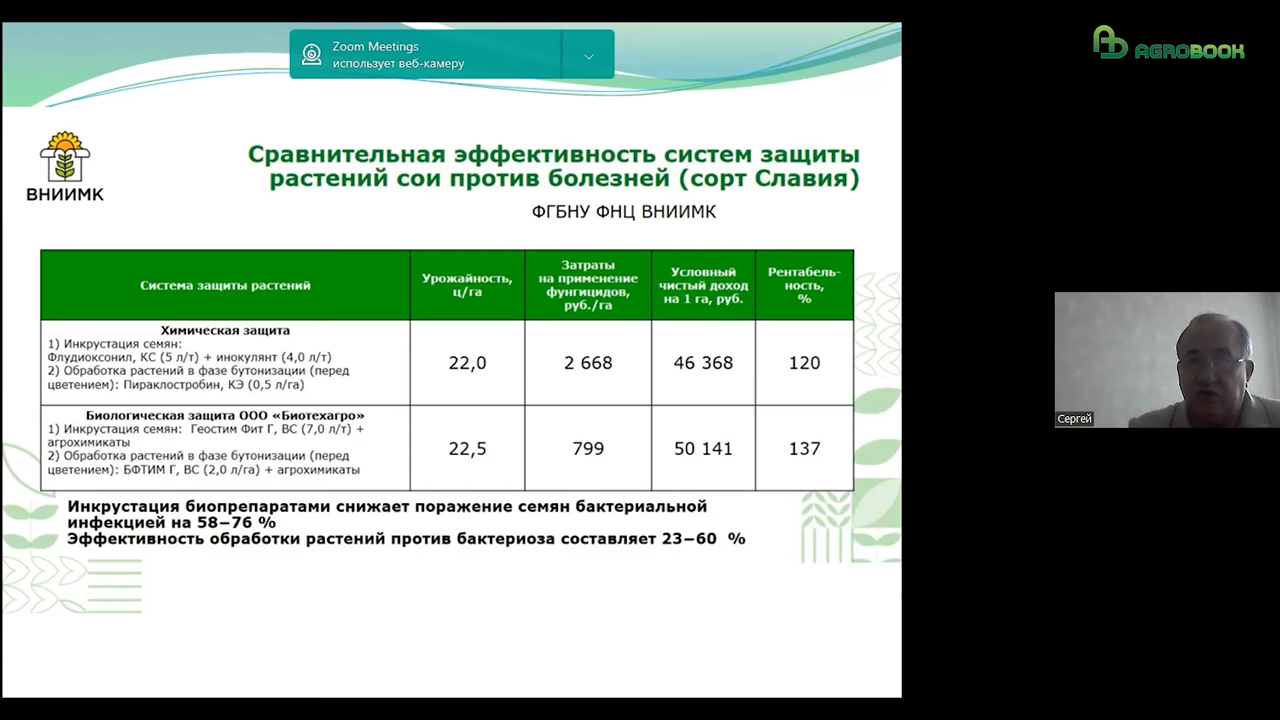 Zoom Meetings
использует веб-камеру
AGROBOOK
ВНИИМК
Сравнительная эффективность систем защиты
растений сои против болезней (сорт Славия)
ФГБНУ ФНЦ ВНИИМК
Система защиты растений
Урожайность,
ц/га
Затраты
на применение
фунгицидов,
руб./га
Условный
чистый доход
на 1 га, руб.
Рентабель-
ность,
%
Химическая защита
1) Инкрустация семян:
Флудиоксонил, КС (5 л/т) + инокулянт (4,0 л/т)
2) Обработка растений в фазе бутонизации (перед
цветением): Пираклостробин, КЭ (0,5 л/га)
22,0
2 668
46 368
120
Биологическая защита ООО «Биотехагро»
1) Инкрустация семян: Геостим Фит Г, ВС (7,0 л/т) +
агрохимикаты
2) Обработка растений в фазе бутонизации (перед
цветением): БФТИМ Г, ВС (2,0 л/га) + агрохимикаты
22,5
799
50 141
137
Инкрустация биопрепаратами снижает поражение семян бактериальной
инфекцией на 58–76 %
Эффективность обработки растений против бактериоза составляет 23–60 %
Сергей